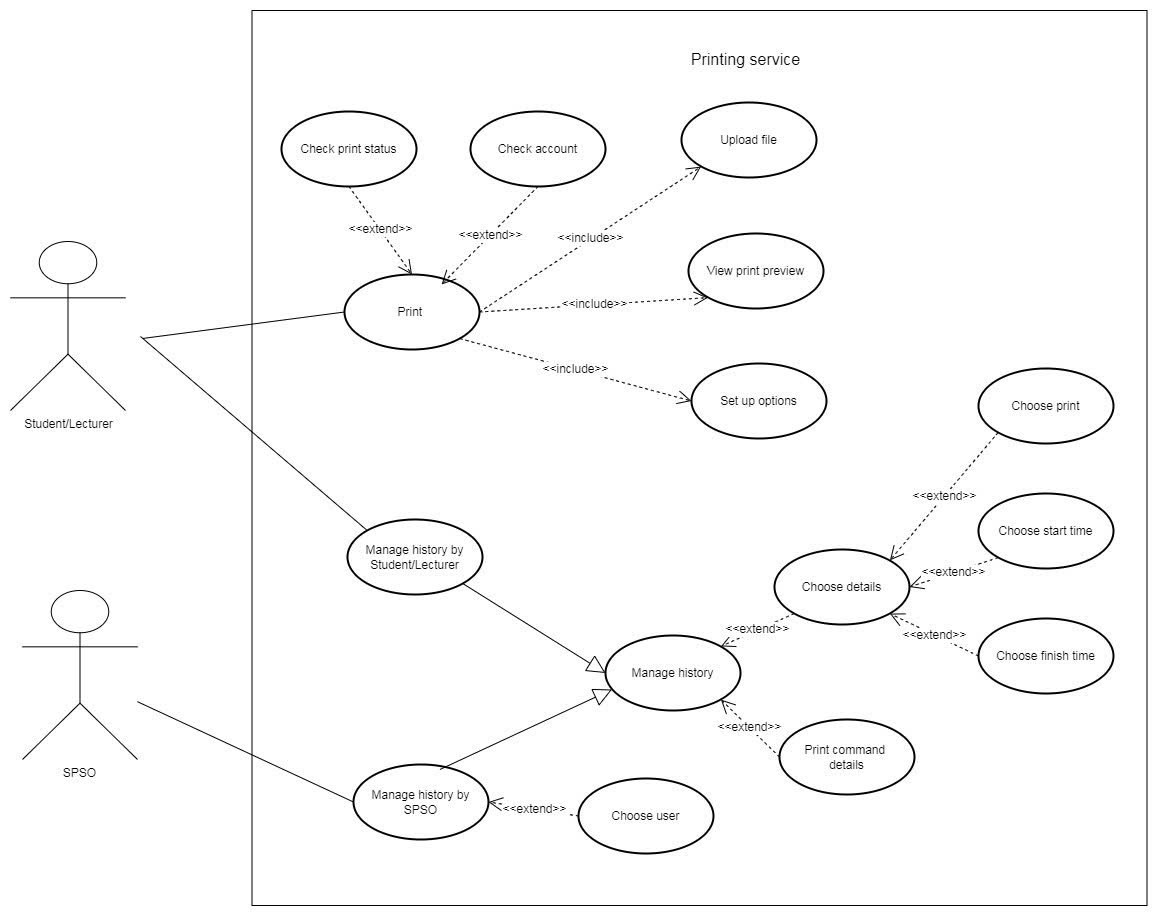 Printing service
Check print status
Check account
Upload file
<<extend>>
<<extend>>
<<include>>
View print preview
<<include>>
Print
<<include>>
Set up options
Student/Lecturer
Choose print
<<extend>>
Choose start time
Manage history by
Student/Lecturer
<<extend>>
Choose details
<<extend>>
<<extend>>
Choose finish time
Manage history
<<extend>>
Print command
details
SPSO
Manage history by
SPSO
<<extend>>
Choose user